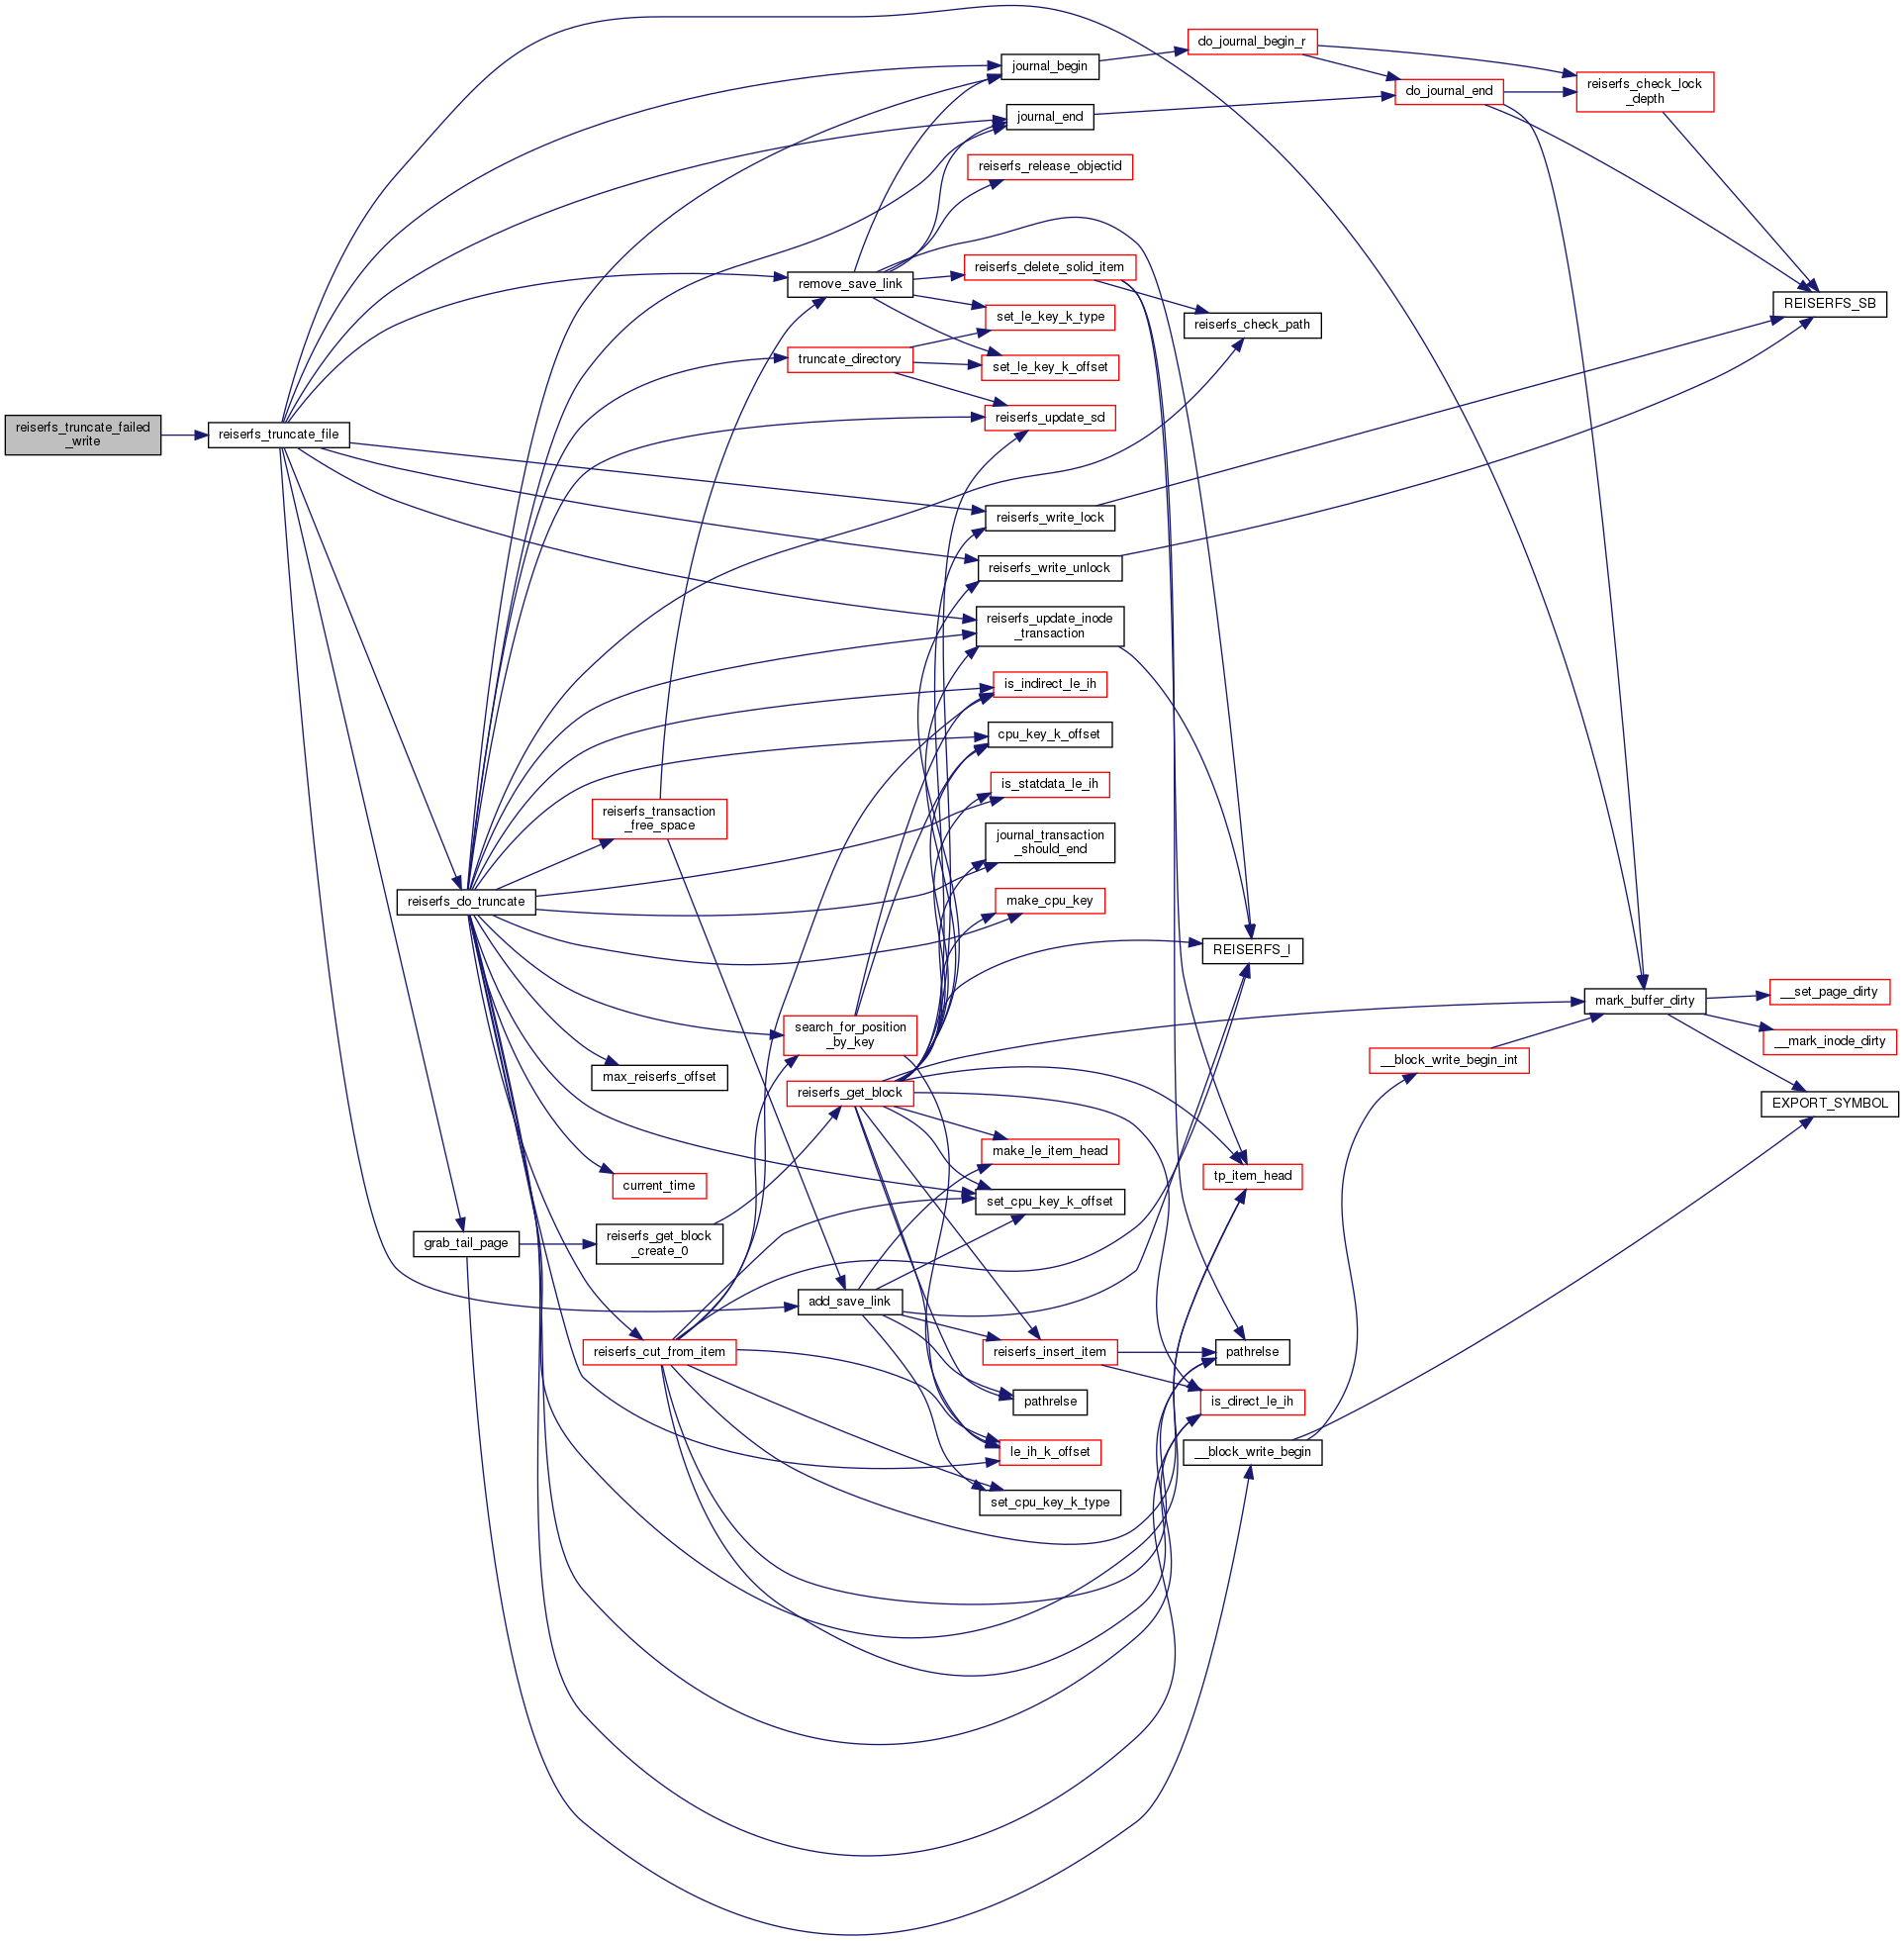 reiserfs_truncate_failed
_write
reiserfs_truncate_file
reiserfs_do_truncate
grab_tail_page
reiserfs_transaction
_free_space
max_reiserfs_offset
current_time
reiserfs_get_block
_create_0
reiserfs_cut_from_item
remove_save_link
truncate_directory
search_for_position
_by_key
reiserfs_get_block
add_save_link
journal_begin
journal_end
reiserfs_release_objectid
reiserfs_delete_solid_item
set_le_key_k_type
set_le_key_k_offset
reiserfs_update_sd
reiserfs_write_lock
reiserfs_write_unlock
reiserfs_update_inode
_transaction
is_indirect_le_ih
cpu_key_k_offset
is_statdata_le_ih
journal_transaction
_should_end
make_cpu_key
make_le_item_head
set_cpu_key_k_offset
reiserfs_insert_item
pathrelse
le_ih_k_offset
set_cpu_key_k_type
do_journal_begin_r
reiserfs_check_path
REISERFS_I
tp_item_head
pathrelse
is_direct_le_ih
__block_write_begin
do_journal_end
__block_write_begin_int
reiserfs_check_lock
_depth
mark_buffer_dirty
REISERFS_SB
__set_page_dirty
__mark_inode_dirty
EXPORT_SYMBOL